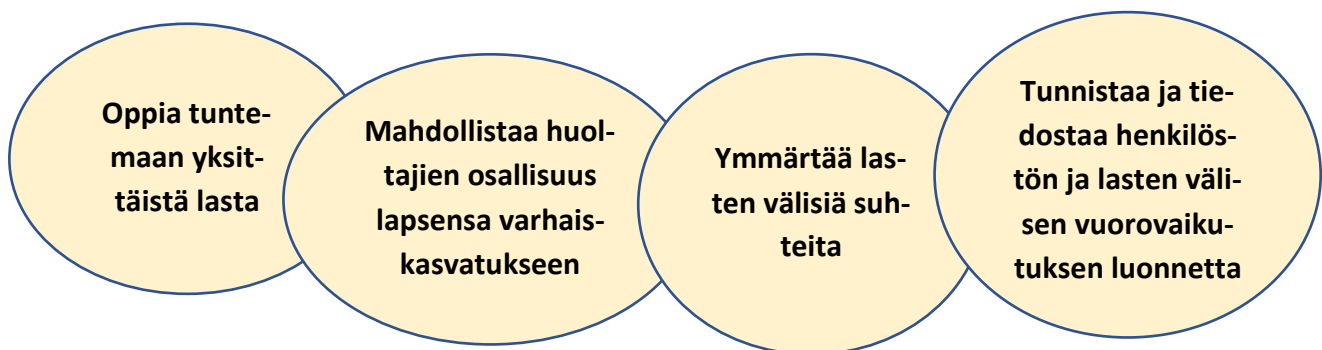 Oppia tunte-
maan yksit-
täistä lasta
Mahdollistaa huol-
tajien osallisuus
lapsensa varhais-
kasvatukseen
Ymmärtää las-
ten välisiä suh-
teita
Tunnistaa ja tie-
dostaa henkilös-
tön ja lasten väli-
sen vuorovaiku-
tuksen luonnetta